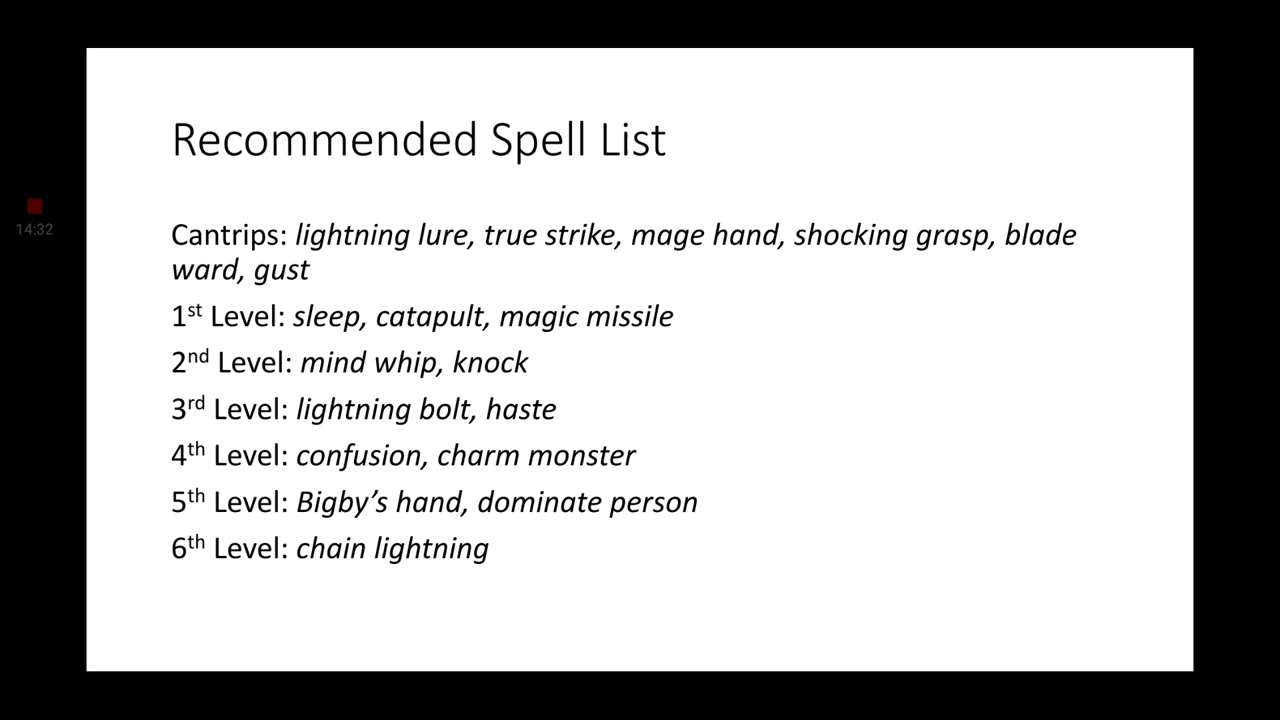 Recommended Spell List
14:32
Cantrips: lightning lure, true strike, mage hand, shocking grasp, blade
ward, gust
1st Level: sleep, catapult, magic missile
2nd Level: mind whip, knock
3rd Level: lightning bolt, haste
4th Level: confusion, charm monster
5th Level: Bigby’s hand, dominate person
6th Level: chain lightning